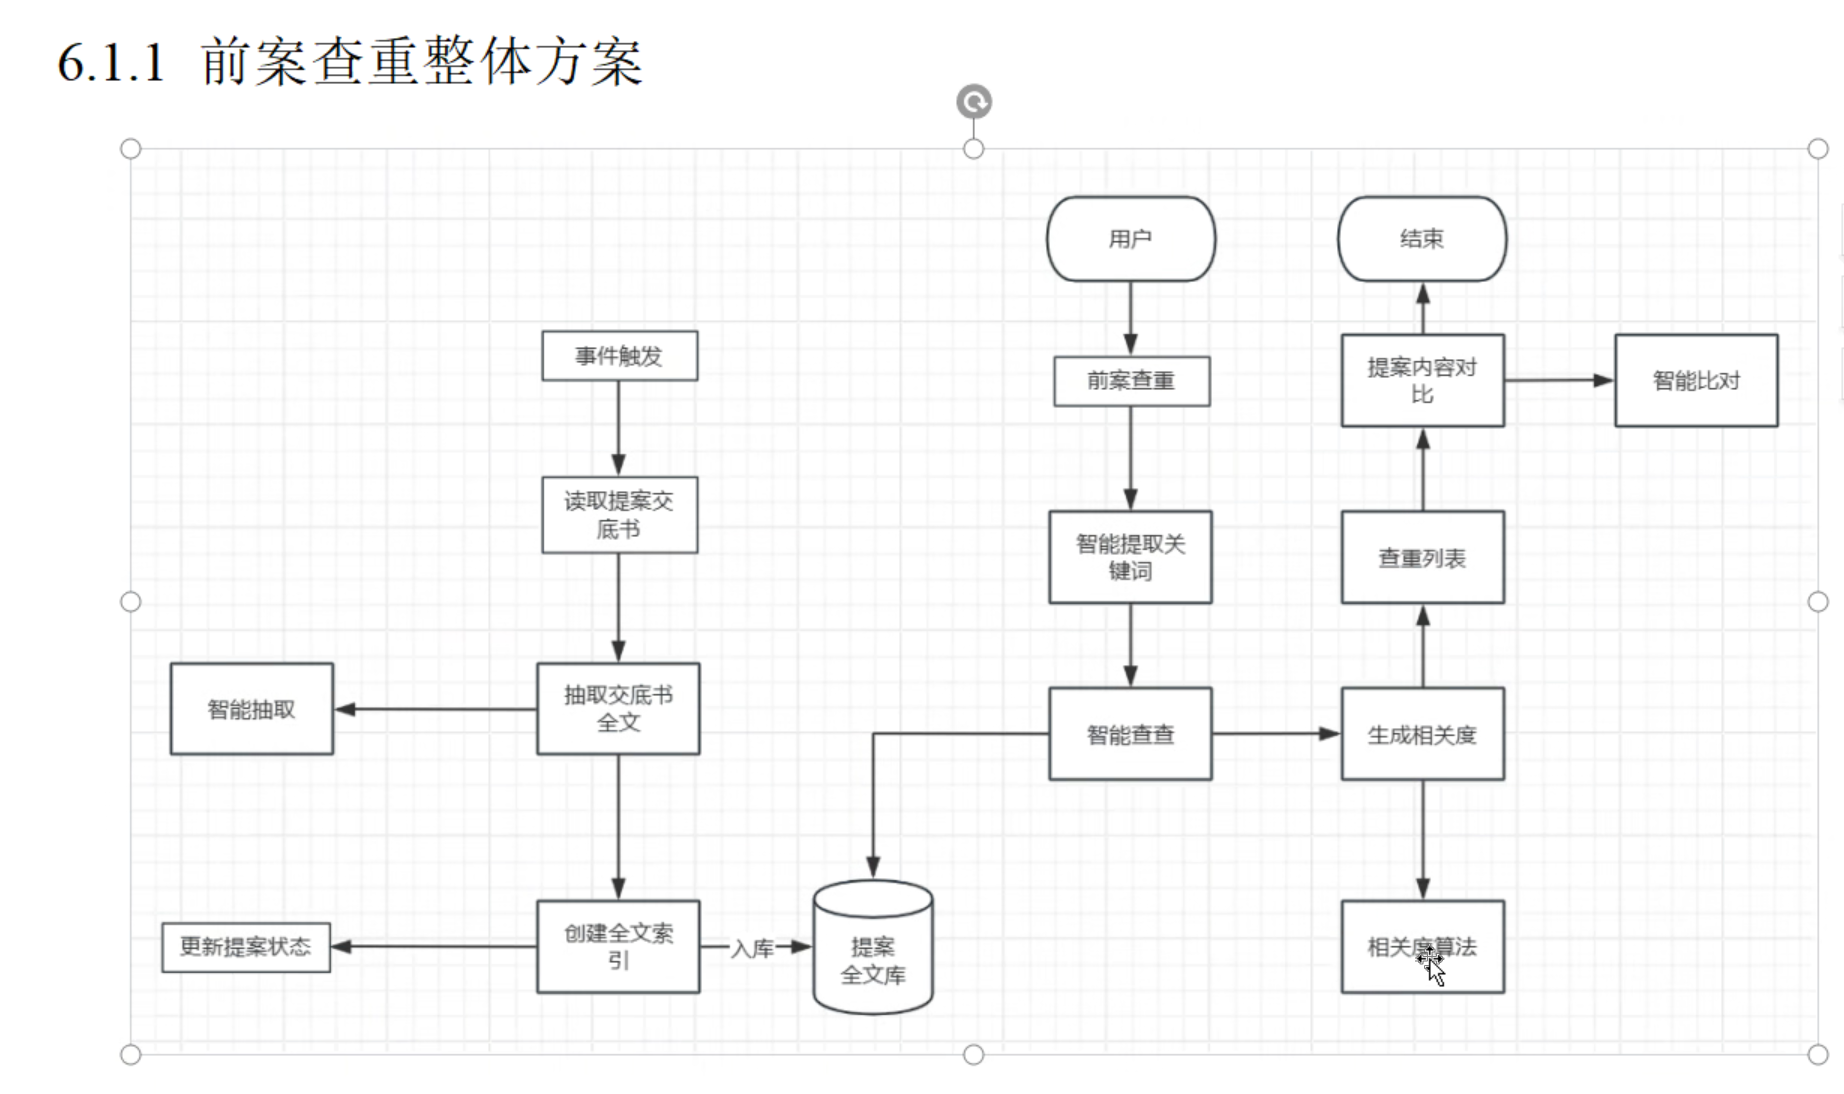 6.1.1 前案查重整体方案
用户
结束
事件触发
前案查重
提案内容对
比
智能比对
读取提案交
底书
智能提取关
键词
查重列表
智能抽取
抽取交底书
全文
智能查查
生成相关度
更新提案状态
创建全文索
引
入库
提案
全文库
相关度算法